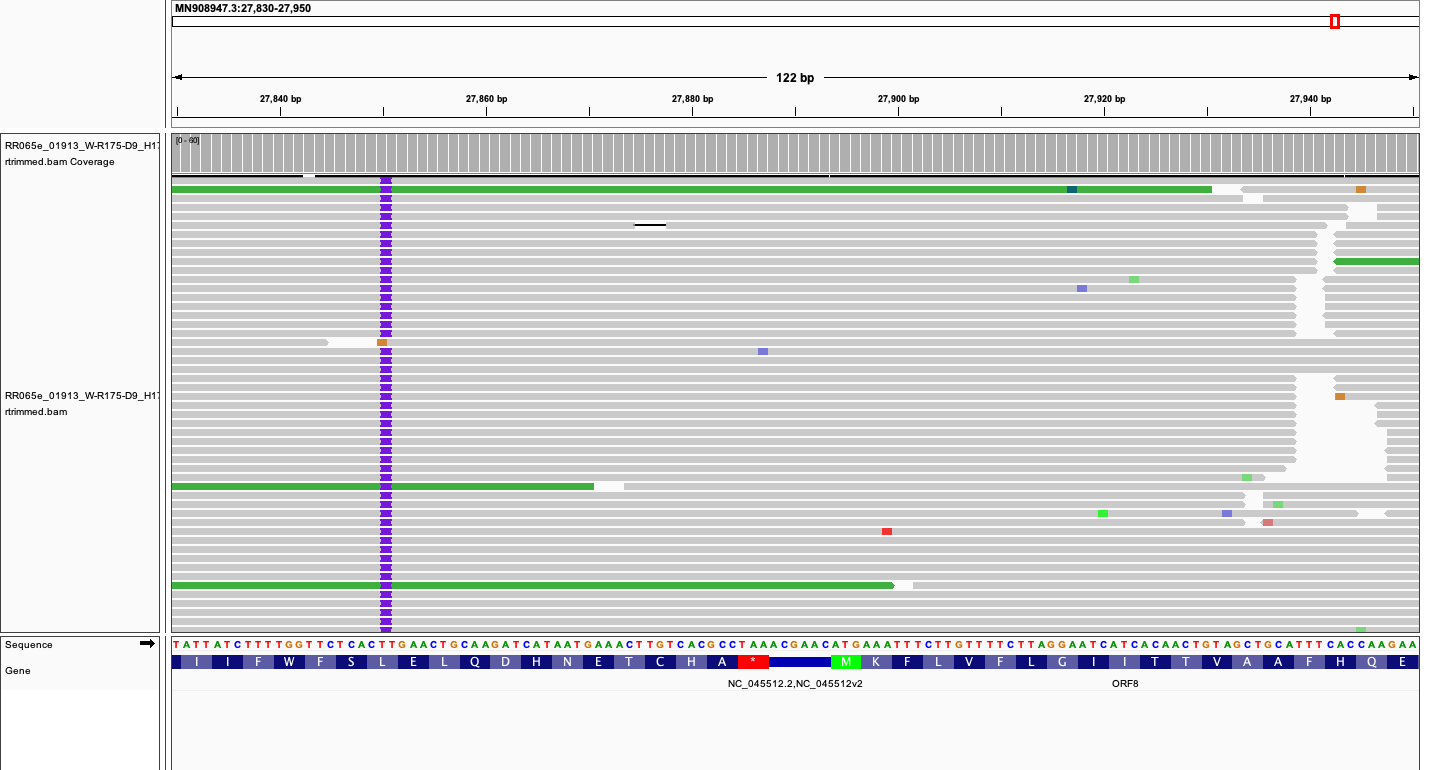 MN908947.3:27,830-27,950
122 bp
27,840 bp 27,860 bp 27,880 bp 27,900 bp 27,920 bp 27,940 bp
[0 - 60]
RR065e_01913_W-R175-D9_H1
rtrimmed.bam Coverage
RR065e_01913_W-R175-D9_H1
rtrimmed.bam
Sequence
TATTATCTTTTGGTTCTCACTTGAACTGCAAGATCATAATGAAACTTGTCACGCCTAAACGAACATGAAATTTCTTGTTTTCTTAGGAATCATCACAACTGTAGCTGCATTTCACCAAGAA
Gene
I I F W F S L E L Q D H N E T C H A * M K F L V F L G I I T T V A A F H Q E
NC_045512.2,NC_045512v2 ORF8